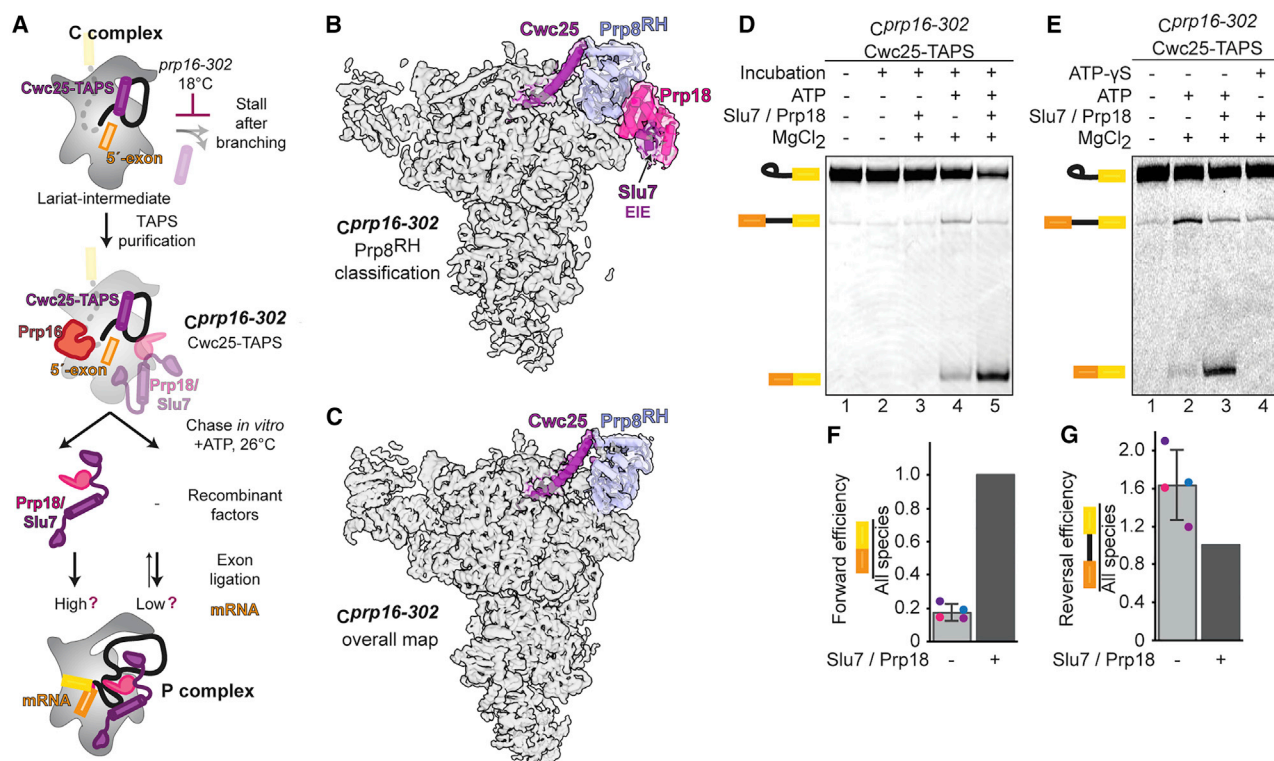 A
C complex
Cwc25-TAPS
prp16-302
18°C
Stall
after
branching
5´-exon
Lariat-intermediate
TAPS
purification
Cwc25-TAPS
Prp16
5´-exon
Prp18/
Slu7
Cprp16-302
Cwc25-TAPS
Chase in vitro
+ATP, 26°C
Prp18/
Slu7
-
Recombinant
factors
High?
Low?
Exon
ligation
mRNA
P complex
mRNA
B
Cwc25
Prp8RH
Prp18
Slu7
EIE
Cprp16-302
Prp8RH
classification
C
Cwc25
Prp8RH
Cprp16-302
overall map
D
Cprp16-302
Cwc25-TAPS
Incubation - + + + +
ATP - - - + +
Slu7 / Prp18 - - + - +
MgCl2 - - + + +
1 2 3 4 5
E
Cprp16-302
Cwc25-TAPS
ATP-γS - - - +
ATP - + + -
Slu7 / Prp18 - - + +
MgCl2 - + + +
1 2 3 4
F
Forward efficiency
All species
1.0
0.8
0.6
0.4
0.2
0
Slu7 / Prp18 - +
G
Reversal efficiency
All species
2.0
1.6
1.2
0.8
0.4
0
Slu7 / Prp18 - +